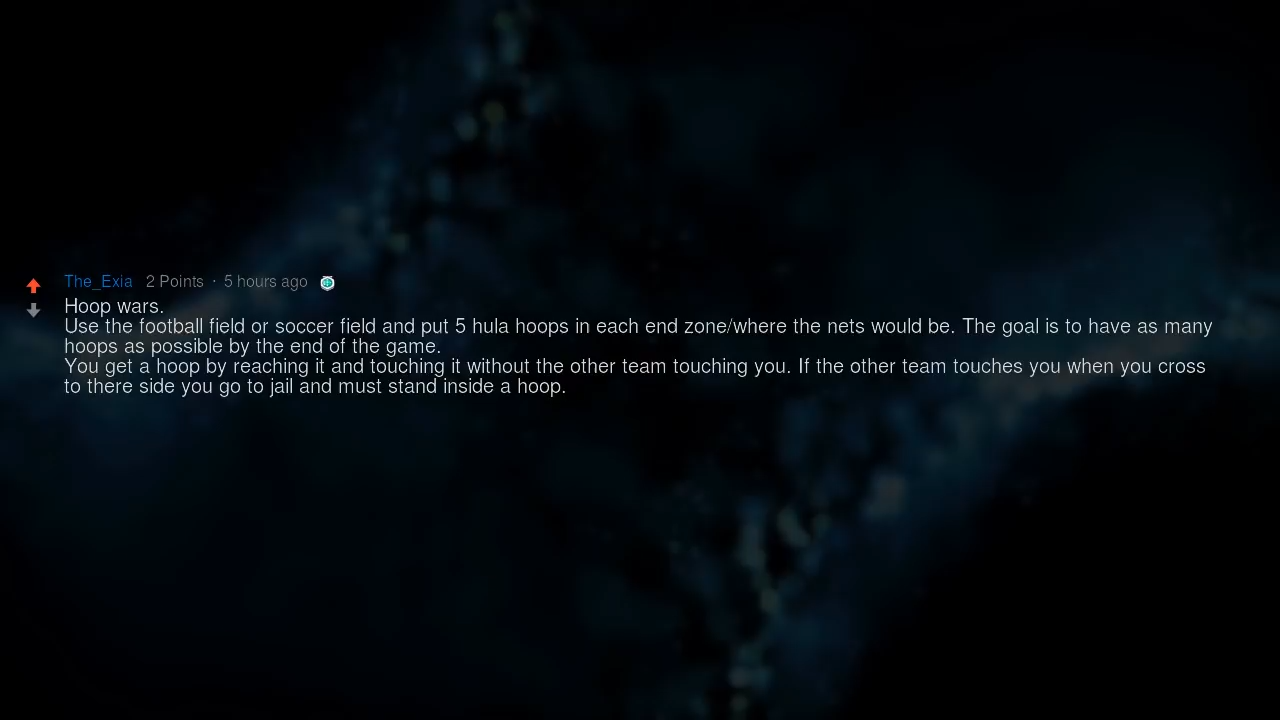 The_Exia 2 Points · 5 hours ago
Hoop wars.
Use the football field or soccer field and put 5 hula hoops in each end zone/where the nets would be. The goal is to have as many
hoops as possible by the end of the game.
You get a hoop by reaching it and touching it without the other team touching you. If the other team touches you when you cross
to there side you go to jail and must stand inside a hoop.